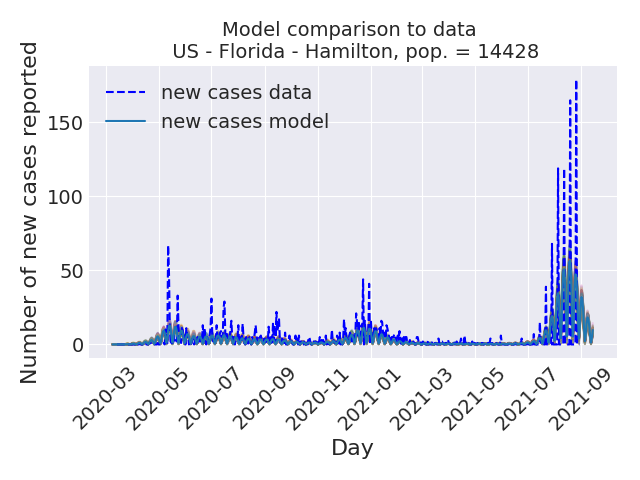 Model comparison to data
US - Florida - Hamilton, pop. = 14428
new cases data
new cases model
Number of new cases reported
150
100
50
0
2020-03
2020-05
2020-07
2020-09
2020-11
2021-01
2021-03
2021-05
2021-07
2021-09
Day